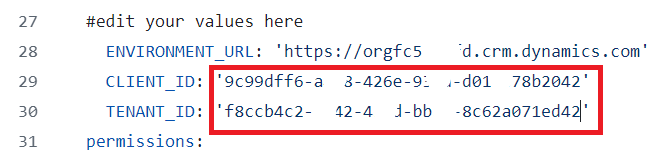 27 #edit your values here
28 ENVIRONMENT_URL: 'https://orgfc5 d.crm.dynamics.com'
29 CLIENT_ID: '9c99dff6-a 3-426e-9 -d01 78b2042'
30 TENANT_ID: 'f8ccb4c2- 42-4 d-bb -8c62a071ed42'
31 permissions: